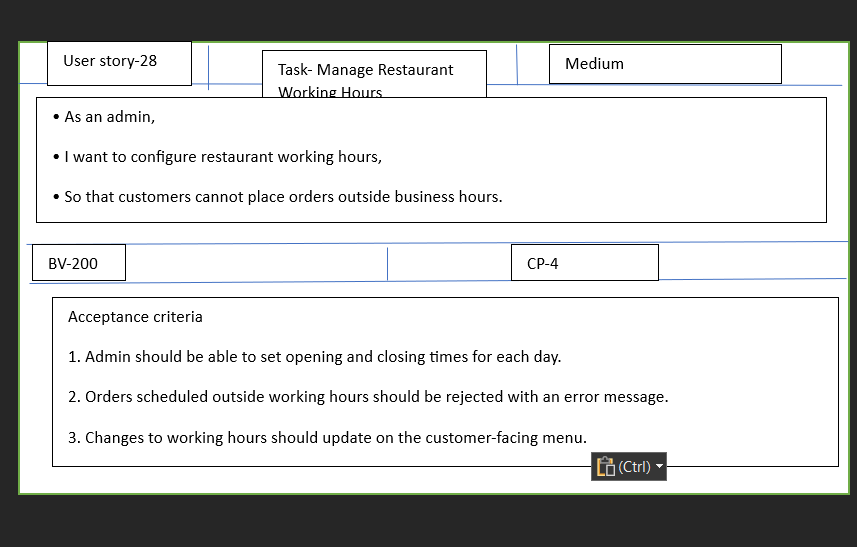 User story-28
Task- Manage Restaurant
Working Hours
Medium
• As an admin,
• I want to configure restaurant working hours,
• So that customers cannot place orders outside business hours.
BV-200
CP-4
Acceptance criteria
1. Admin should be able to set opening and closing times for each day.
2. Orders scheduled outside working hours should be rejected with an error message.
3. Changes to working hours should update on the customer-facing menu.
(Ctrl)